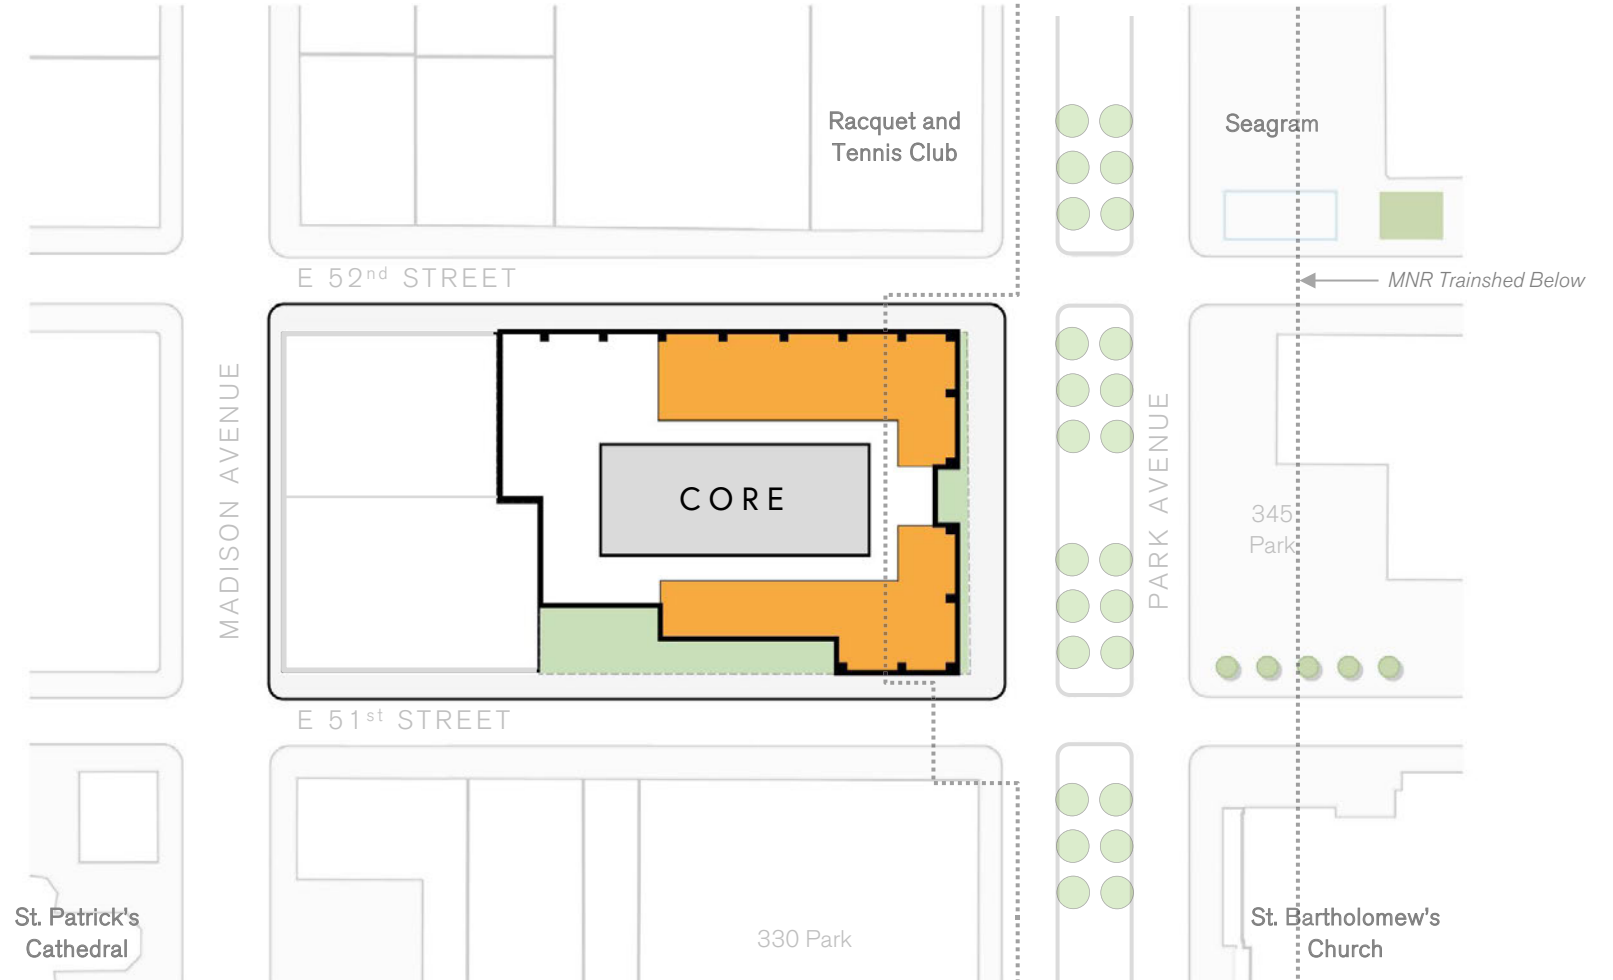 Racquet and
Tennis Club
Seagram
E 52nd STREET
MNR Trainshed Below
MADISON AVENUE
CORE
PARK AVENUE
345
Park
E 51st STREET
St. Patrick's
Cathedral
330 Park
St. Bartholomew's
Church